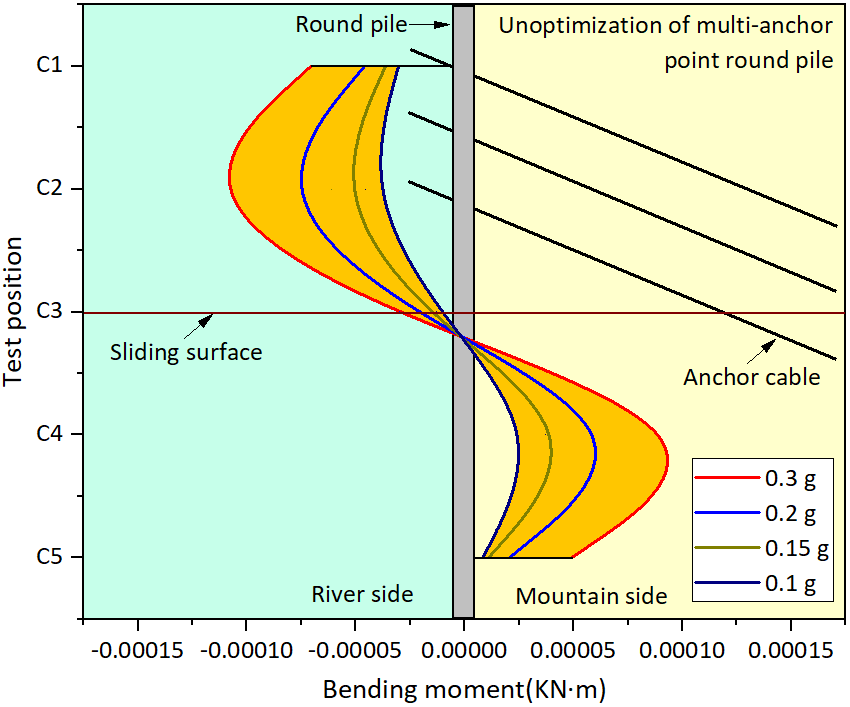 Round pile
Unoptimization of multi-anchor
point round pile
C1
C2
C3
C4
C5
Test position
Sliding surface
Anchor cable
0.3 g
0.2 g
0.15 g
0.1 g
River side
Mountain side
-0.00015 -0.00010 -0.00005 0.00000 0.00005 0.00010 0.00015
Bending moment(KN·m)